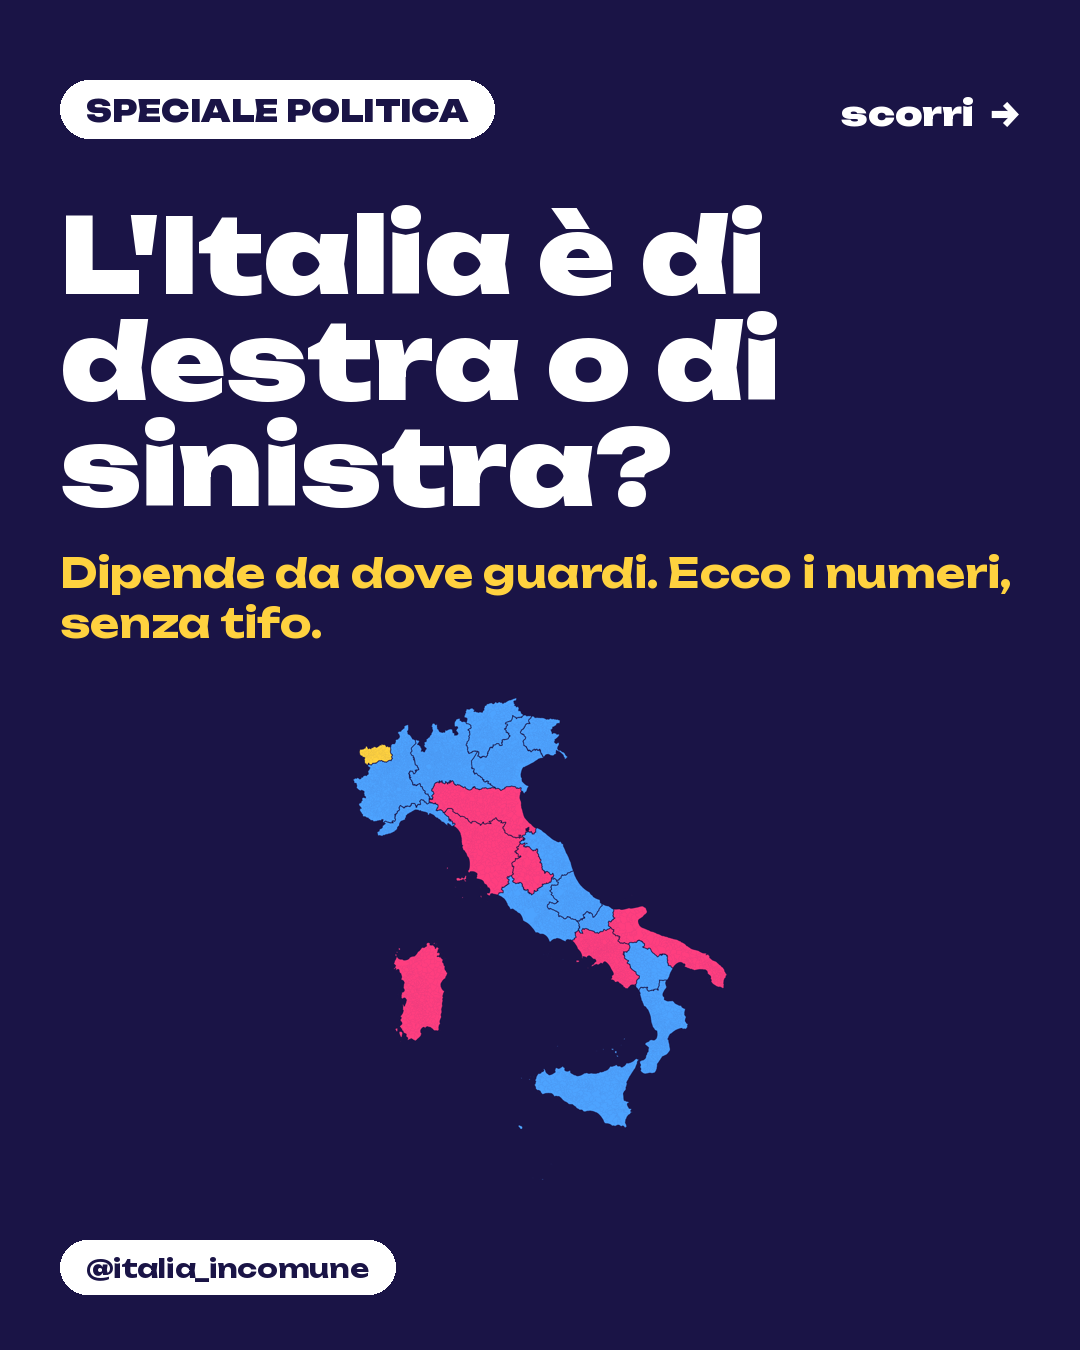 SPECIALE POLITICA
scorri →
L'Italia è di
destra o di
sinistra?
Dipende da dove guardi. Ecco i numeri,
senza tifo.
@italia_incomune